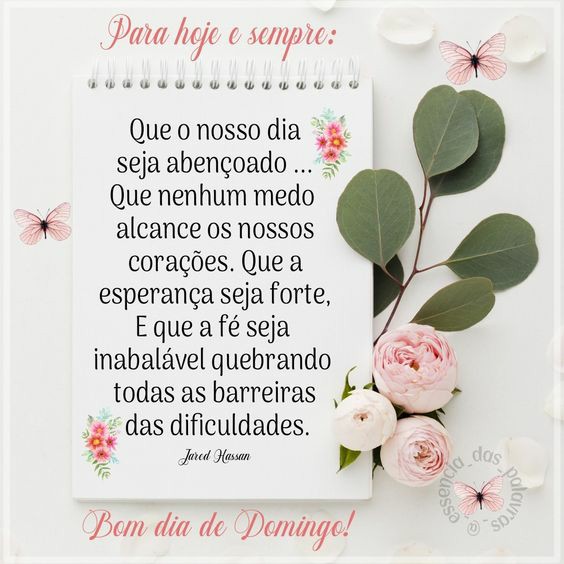 Para hoje e sempre:
Que o nosso dia
seja abençoado ...
Que nenhum medo
alcance os nossos
corações. Que a
esperança seja forte,
E que a fé seja
inabalável quebrando
todas as barreiras
das dificuldades.
Jared Hassan
Bom dia de Domingo!
@_essencia_das_palavras_